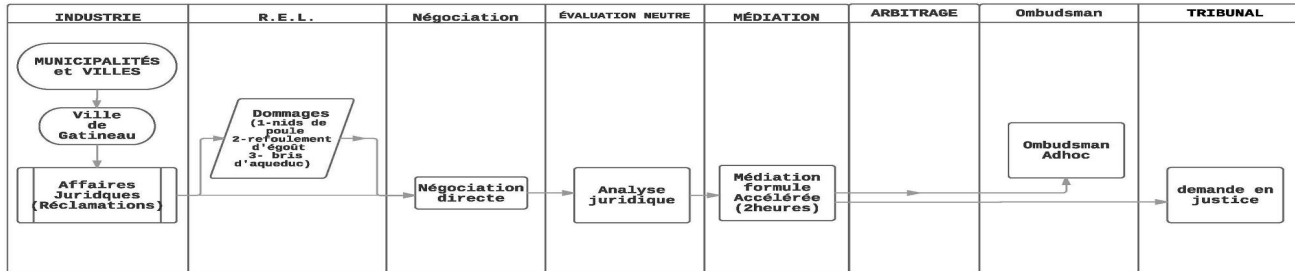 INDUSTRIE
R.E.L.
Négociation
ÉVALUATION NEUTRE
MÉDIATION
ARBITRAGE
Ombudsman
TRIBUNAL
MUNICIPALITÉS
et VILLES
Ville
de
Gatineau
Affaires
Juridques
(Réclamations)
Dommages
(1-nids de
poule
2-refoulement
d'égoût
3- bris
d'aqueduc)
Négociation
directe
Analyse
juridique
Médiation
formule
Accélérée
(2heures)
Ombudsman
Adhoc
demande en
justice